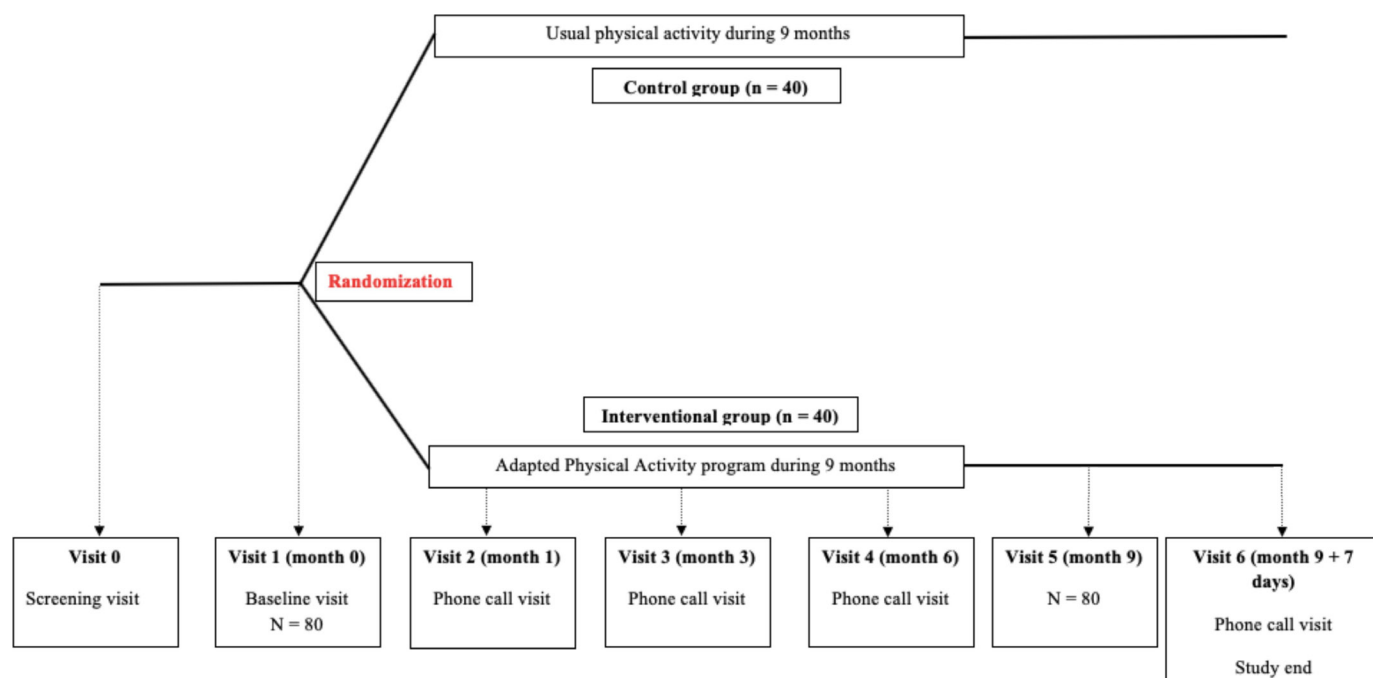 Usual physical activity during 9 months
Control group (n = 40)
Randomization
Interventional group (n = 40)
Adapted Physical Activity program during 9 months
Visit 0
Screening visit
Visit 1 (month 0)
Baseline visit
N = 80
Visit 2 (month 1)
Phone call visit
Visit 3 (month 3)
Phone call visit
Visit 4 (month 6)
Phone call visit
Visit 5 (month 9)
N = 80
Visit 6 (month 9 + 7
days)
Phone call visit
Study end